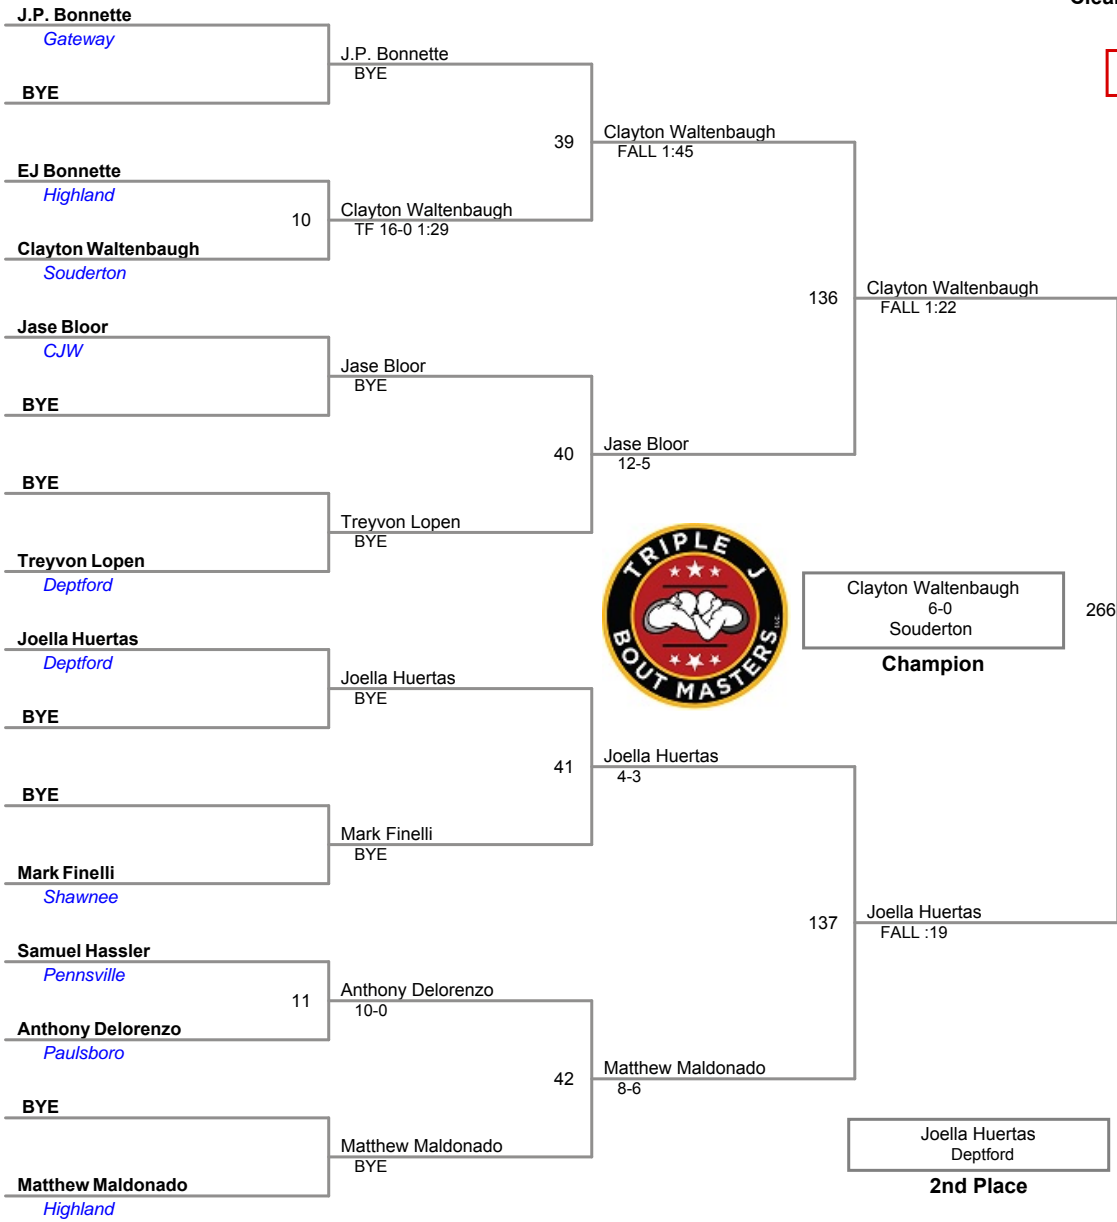 J.P. Bonnette
Gateway
BYE
EJ Bonnette
Highland
Clayton Waltenbaugh
Souderton
Jase Bloor
CJW
BYE
BYE
Treyvon Lopen
Deptford
Joella Huertas
Deptford
BYE
BYE
Mark Finelli
Shawnee
Samuel Hassler
Pennsville
Anthony Delorenzo
Paulsboro
BYE
Matthew Maldonado
Highland
10
11
J.P. Bonnette
BYE
Clayton Waltenbaugh
TF 16-0 1:29
Jase Bloor
BYE
Treyvon Lopen
BYE
Joella Huertas
BYE
Mark Finelli
BYE
Anthony Delorenzo
10-0
Matthew Maldonado
BYE
39
40
41
42
Clayton Waltenbaugh
FALL 1:45
Jase Bloor
12-5
Joella Huertas
4-3
Matthew Maldonado
8-6
136
137
Clayton Waltenbaugh
FALL 1:22
Joella Huertas
FALL :19
TRIPLE J
BOUT MASTERS
Clayton Waltenbaugh
6-0
Souderton
Champion
266
Joella Huertas
Deptford
2nd Place